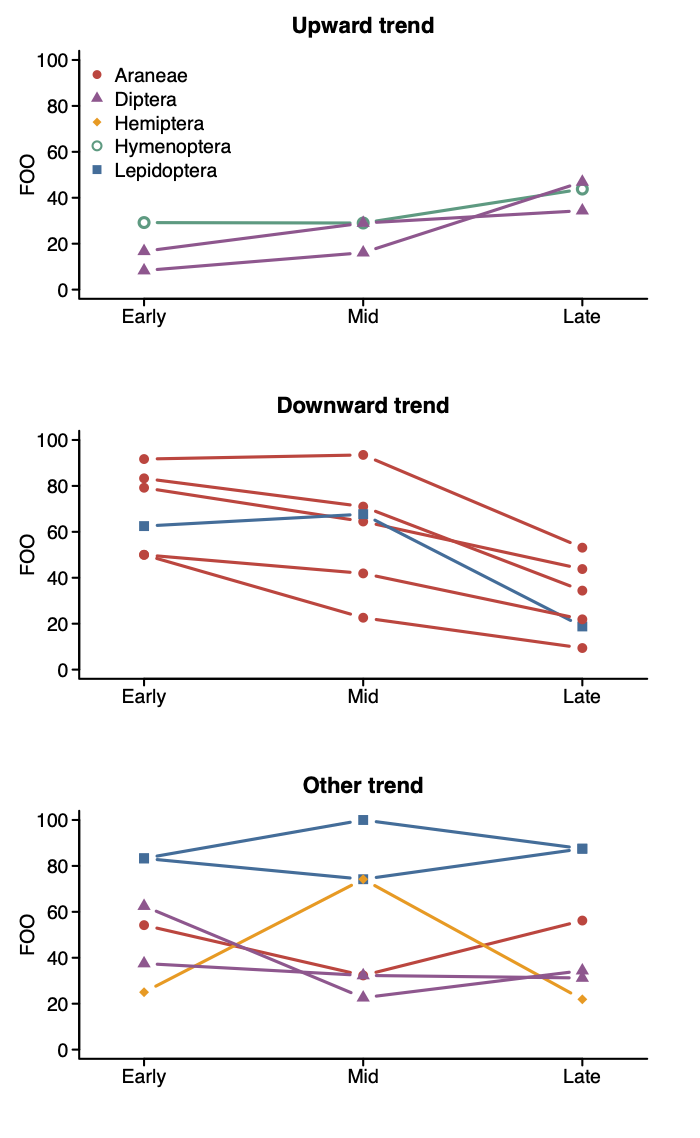 Upward trend
FOO
100
80
60
40
20
0
Araneae
Diptera
Hemiptera
Hymenoptera
Lepidoptera
Early Mid Late
Downward trend
FOO
100
80
60
40
20
0
Early Mid Late
Other trend
FOO
100
80
60
40
20
0
Early Mid Late